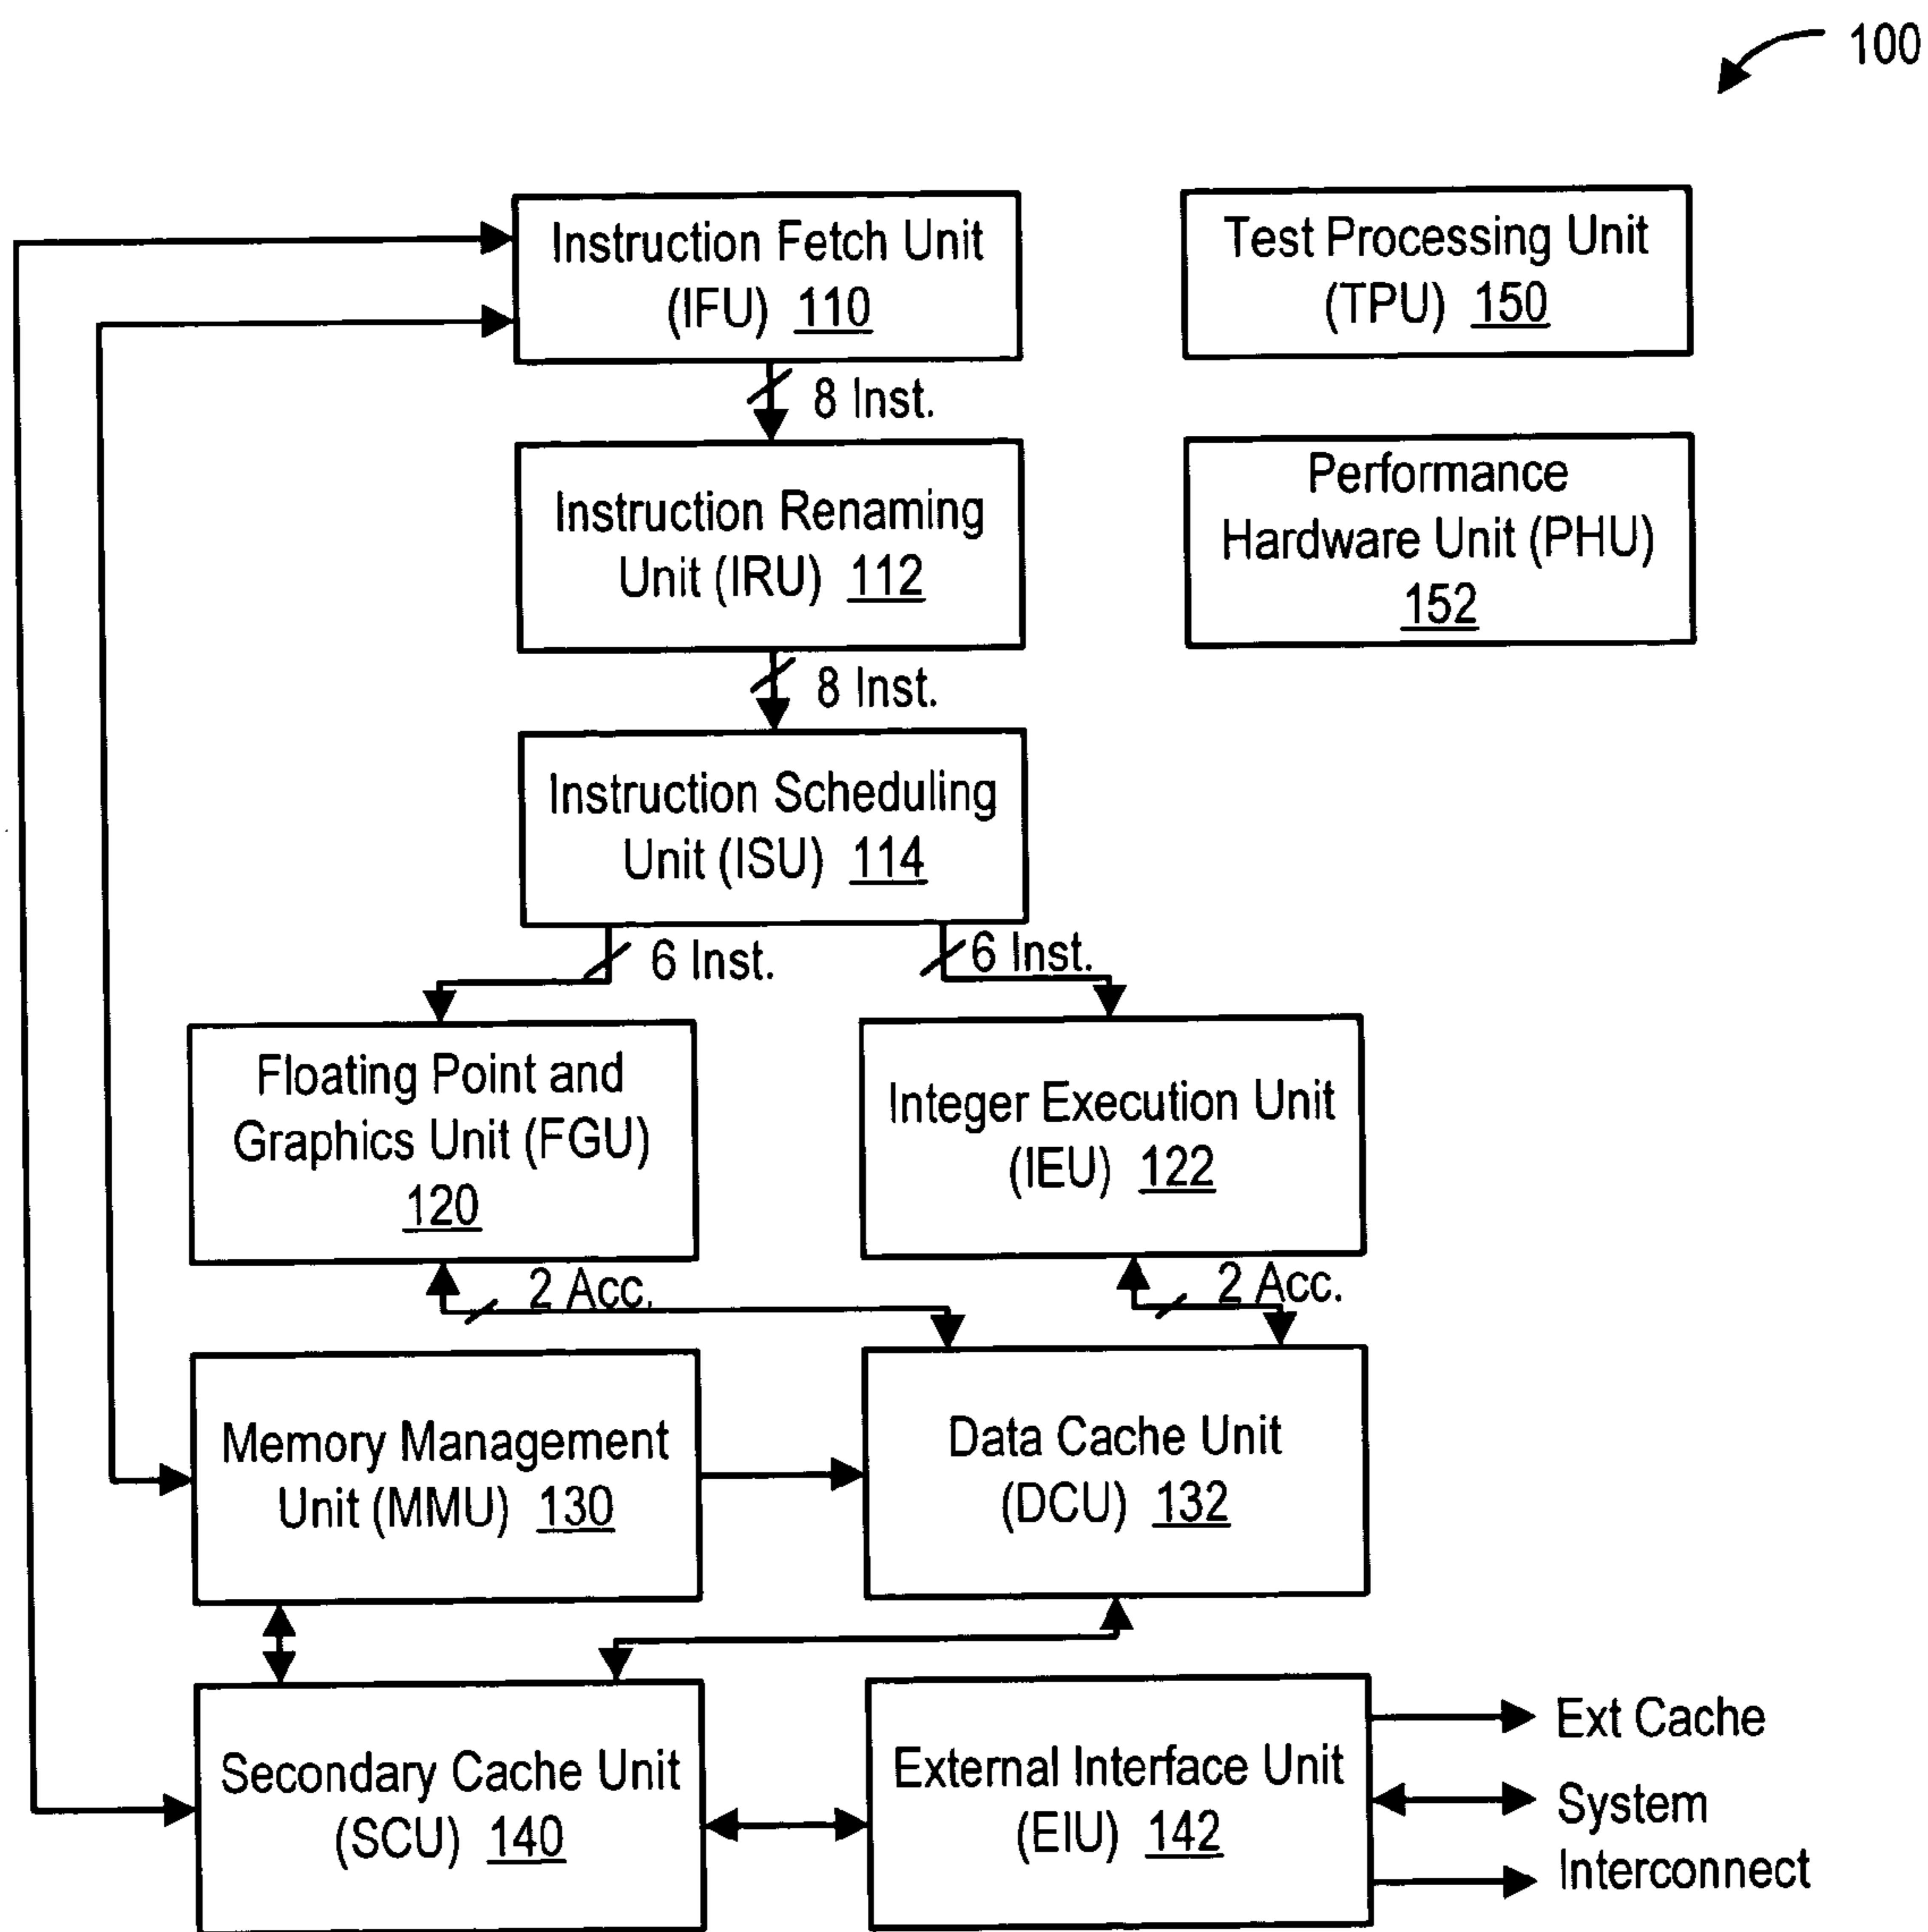 100
Instruction Fetch Unit
(IFU) 110
Test Processing Unit
(TPU) 150
8 Inst.
Instruction Renaming
Unit (IRU) 112
Performance
Hardware Unit (PHU)
152
8 Inst.
Instruction Scheduling
Unit (ISU) 114
6 Inst.
6 Inst.
Floating Point and
Graphics Unit (FGU)
120
Integer Execution Unit
(IEU) 122
2 Acc.
2 Acc.
Memory Management
Unit (MMU) 130
Data Cache Unit
(DCU) 132
Secondary Cache Unit
(SCU) 140
External Interface Unit
(EIU) 142
Ext Cache
System
Interconnect